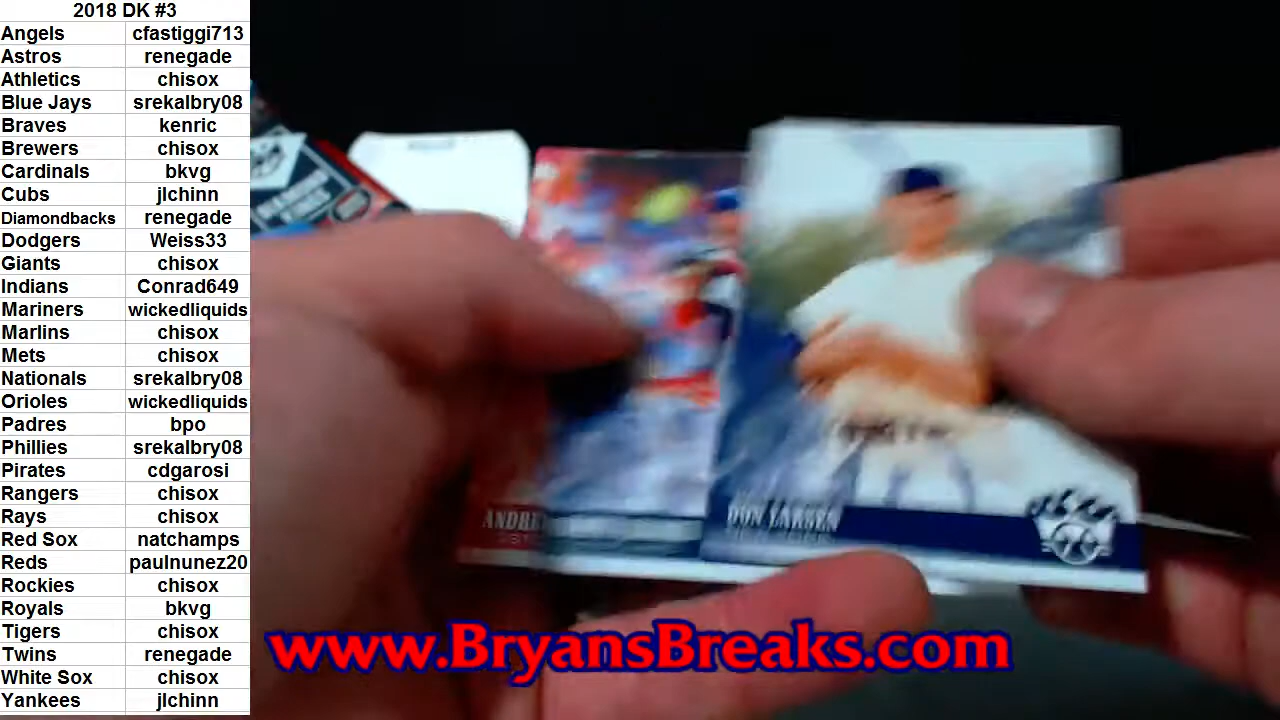 2018 DK #3
Angels cfastiggi713
Astros renegade
Athletics chisox
Blue Jays srekalbry08
Braves kenric
Brewers chisox
Cardinals bkvg
Cubs jlchinn
Diamondbacks renegade
Dodgers Weiss33
Giants chisox
Indians Conrad649
Mariners wickedliquids
Marlins chisox
Mets chisox
Nationals srekalbry08
Orioles wickedliquids
Padres bpo
Phillies srekalbry08
Pirates cdgarosi
Rangers chisox
Rays chisox
Red Sox natchamps
Reds paulnunez20
Rockies chisox
Royals bkvg
Tigers chisox
Twins renegade
White Sox chisox
Yankees jlchinn
DON LARSEN
www.BryansBreaks.com